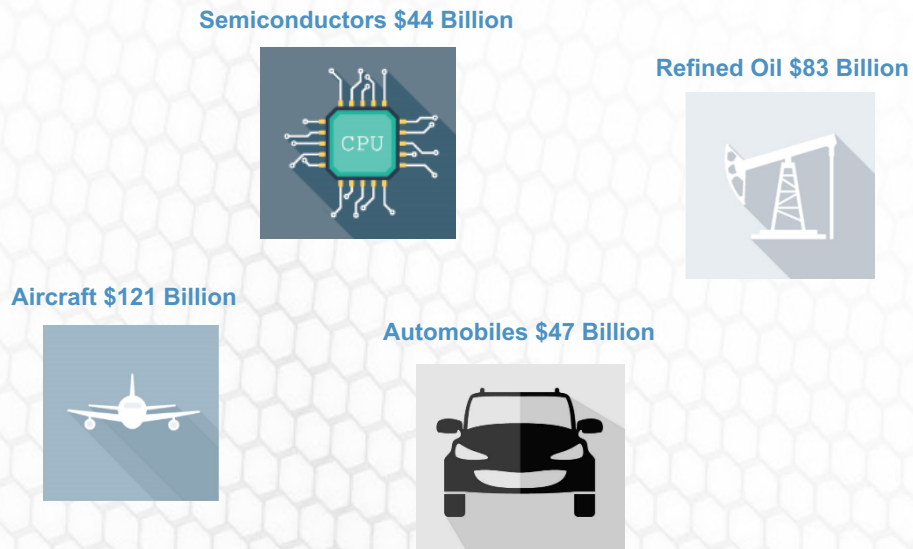 Semiconductors $44 Billion
Refined Oil $83 Billion
CPU
Aircraft $121 Billion
Automobiles $47 Billion